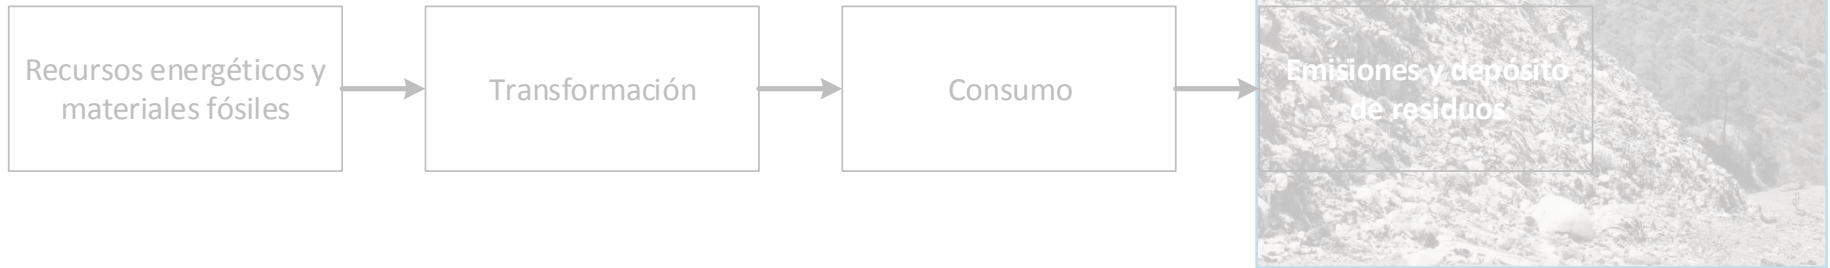 Recursos energéticos y
materiales fósiles
Transformación
Consumo
Emisiones y depósito
de residuos